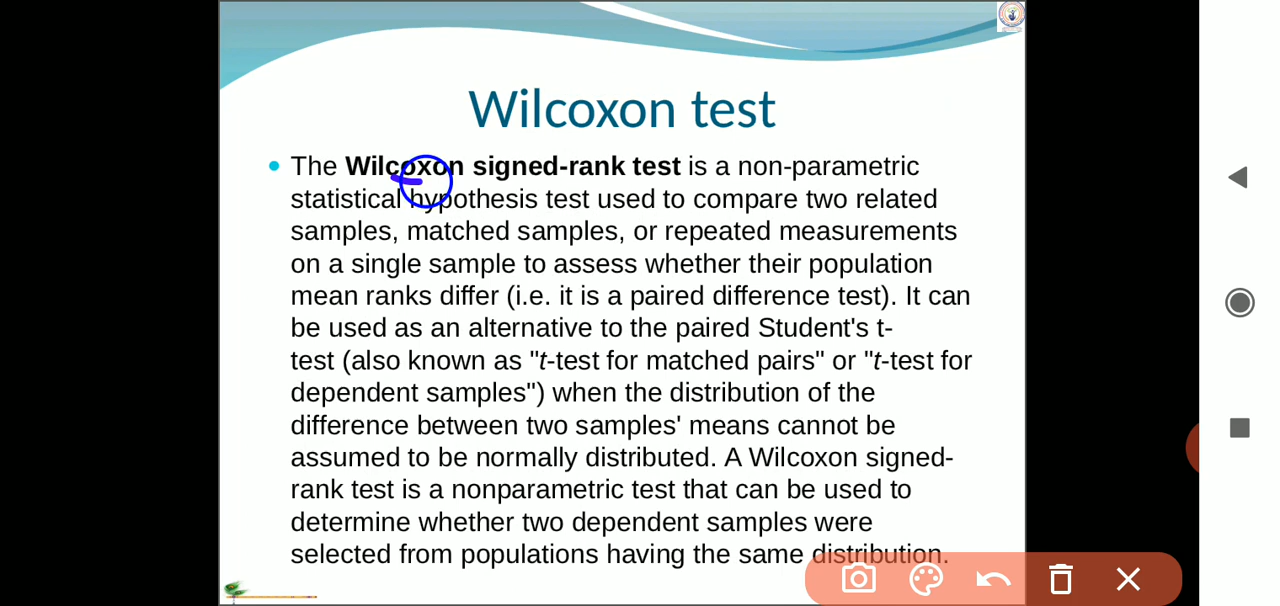 Wilcoxon test
The Wilcoxon signed-rank test is a non-parametric
statistical hypothesis test used to compare two related
samples, matched samples, or repeated measurements
on a single sample to assess whether their population
mean ranks differ (i.e. it is a paired difference test). It can
be used as an alternative to the paired Student's t-
test (also known as "t-test for matched pairs" or "t-test for
dependent samples") when the distribution of the
difference between two samples' means cannot be
assumed to be normally distributed. A Wilcoxon signed-
rank test is a nonparametric test that can be used to
determine whether two dependent samples were
selected from populations having the same distribution.